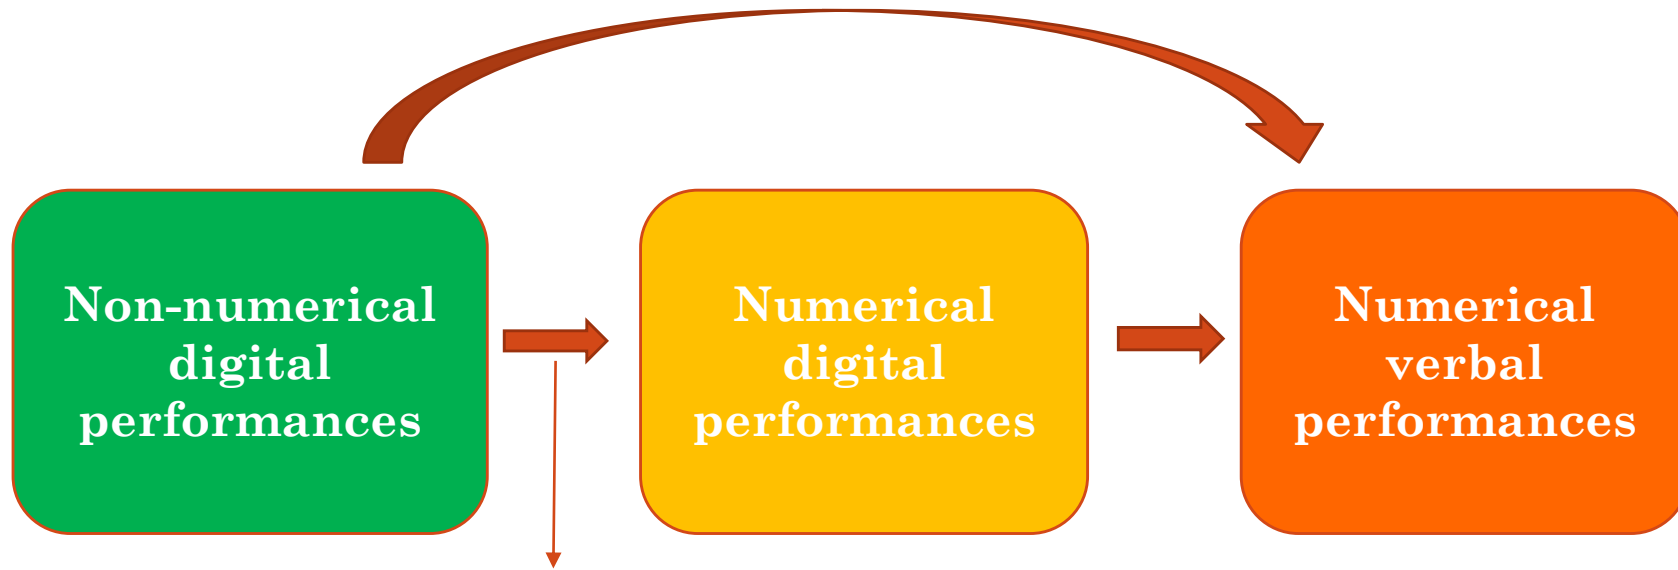 Non-numerical
digital
performances
Numerical
digital
performances
Numerical
verbal
performances